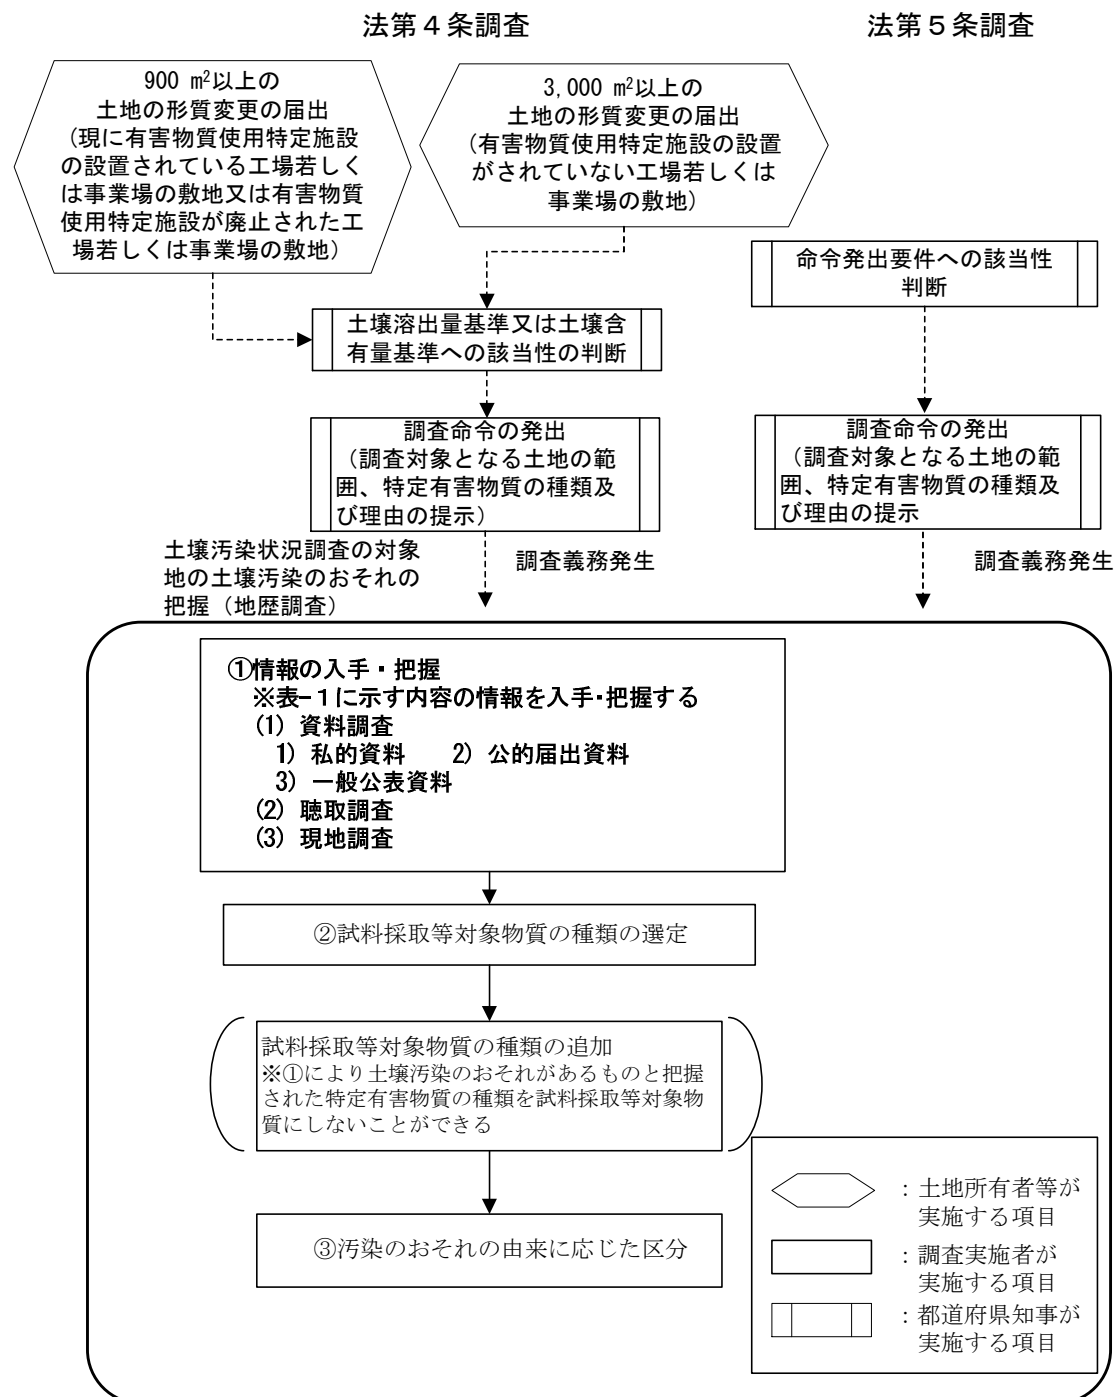 法第４条調査
法第５条調査
900 m²以上の
土地の形質変更の届出
（現に有害物質使用特定施設
の設置されている工場若しく
は事業場の敷地又は有害物質
使用特定施設が廃止された工
場若しくは事業場の敷地）
3,000 m²以上の
土地の形質変更の届出
（有害物質使用特定施設の設置
がされていない工場若しくは
事業場の敷地）
命令発出要件への該当性
判断
土壌溶出量基準又は土壌含
有量基準への該当性の判断
調査命令の発出
（調査対象となる土地の範
囲、特定有害物質の種類及
び理由の提示）
調査命令の発出
（調査対象となる土地の範
囲、特定有害物質の種類及
び理由の提示
土壌汚染状況調査の対象
地の土壌汚染のおそれの
把握（地歴調査）
調査義務発生
調査義務発生
①情報の入手・把握
※表−１に示す内容の情報を入手・把握する
(1) 資料調査
1) 私的資料　2) 公的届出資料
3) 一般公表資料
(2) 聴取調査
(3) 現地調査
②試料採取等対象物質の種類の選定
試料採取等対象物質の種類の追加
※①により土壌汚染のおそれがあるものと把握
された特定有害物質の種類を試料採取等対象物
質にしないことができる
③汚染のおそれの由来に応じた区分
：土地所有者等が
実施する項目
：調査実施者が
実施する項目
：都道府県知事が
実施する項目